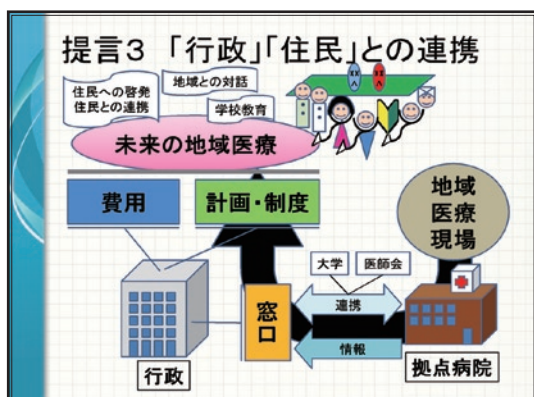 提言3 「行政」「住民」との連携
住民への啓発
住民との連携
地域との対話
学校教育
未来の地域医療
費用
計画・制度
地域
医療
現場
大学
医師会
窓口
連携
情報
行政
拠点病院